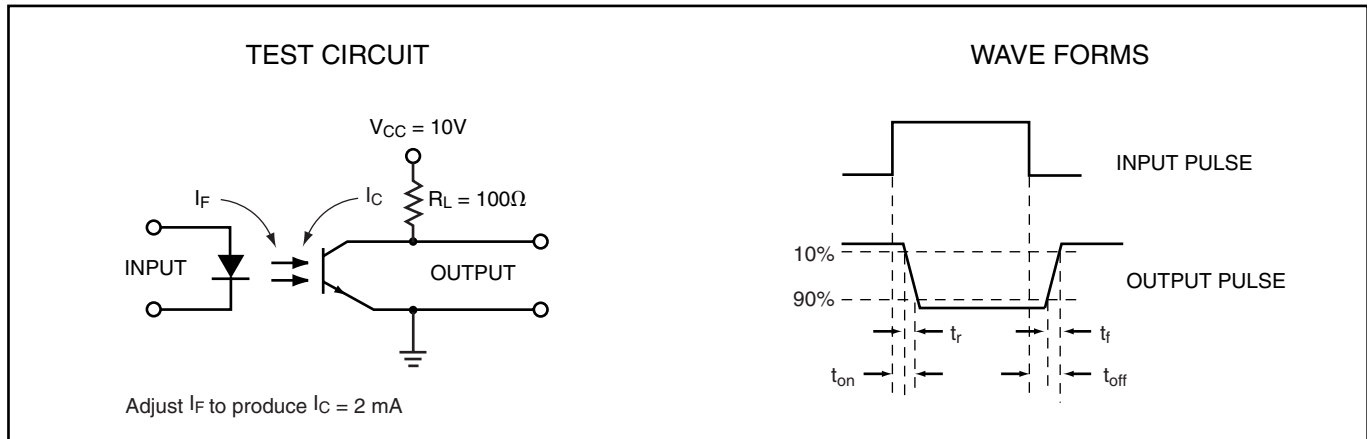 TEST CIRCUIT
WAVE FORMS
VCC = 10V
IF
IC
RL = 100Ω
INPUT
OUTPUT
Adjust IF to produce IC = 2 mA
INPUT PULSE
10%
90%
OUTPUT PULSE
tr
tf
ton
toff